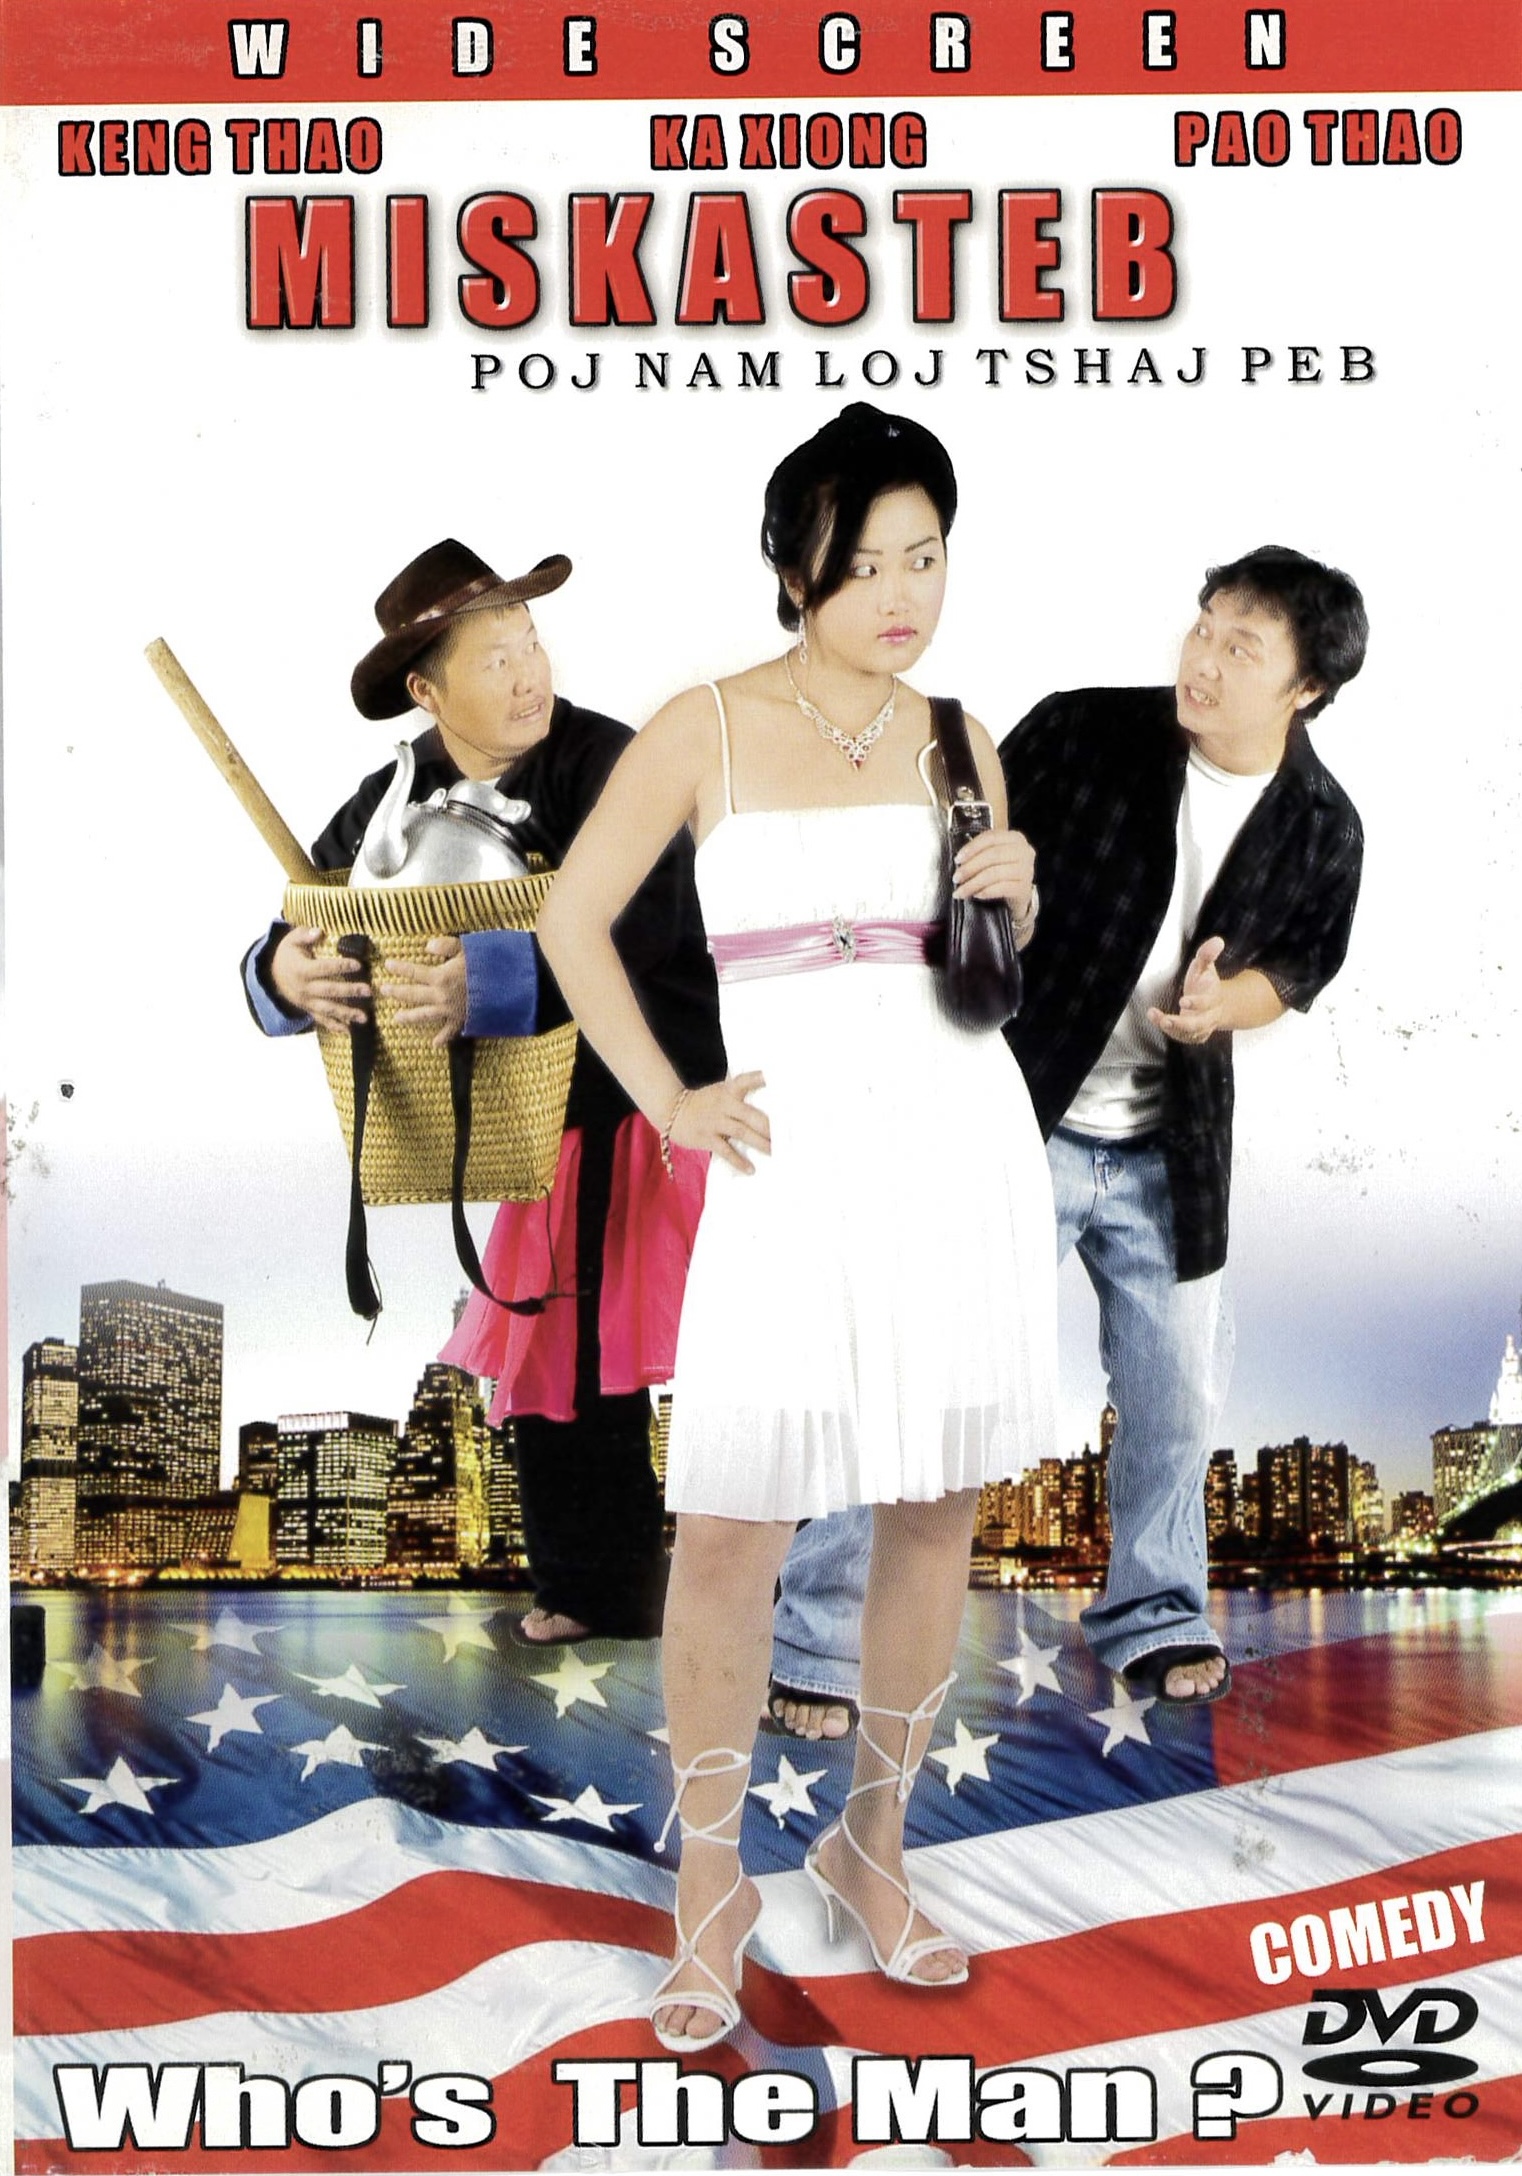 WIDE SCREEN
KENG THAO KA XIONG PAO THAO
MISKASTEB
POJ NAM LOJ TSHAJ PEB
COMEDY
DVD
VIDEO
Who's The Man ?